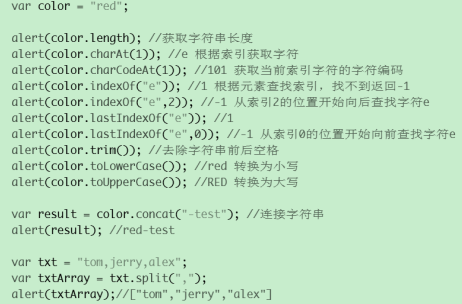 var color = "red";
alert(color.length); //获取字符串长度
alert(color.charAt(1)); //e 根据索引获取字符
alert(color.charCodeAt(1)); //101 获取当前索引字符的字符编码
alert(color.indexOf("e")); //1 根据元素查找索引，找不到返回-1
alert(color.indexOf("e",2)); //-1 从索引2的位置开始向后查找字符e
alert(color.lastIndexOf("e")); //1
alert(color.lastIndexOf("e",0)); //-1 从索引0的位置开始向前查找字符e
alert(color.trim()); //去除字符串前后空格
alert(color.toLowerCase()); //red 转换为小写
alert(color.toUpperCase()); //RED 转换为大写
var result = color.concat("-test"); //连接字符串
alert(result); //red-test
var txt = "tom,jerry,alex";
var txtArray = txt.split(",");
alert(txtArray);//["tom","jerry","alex"]